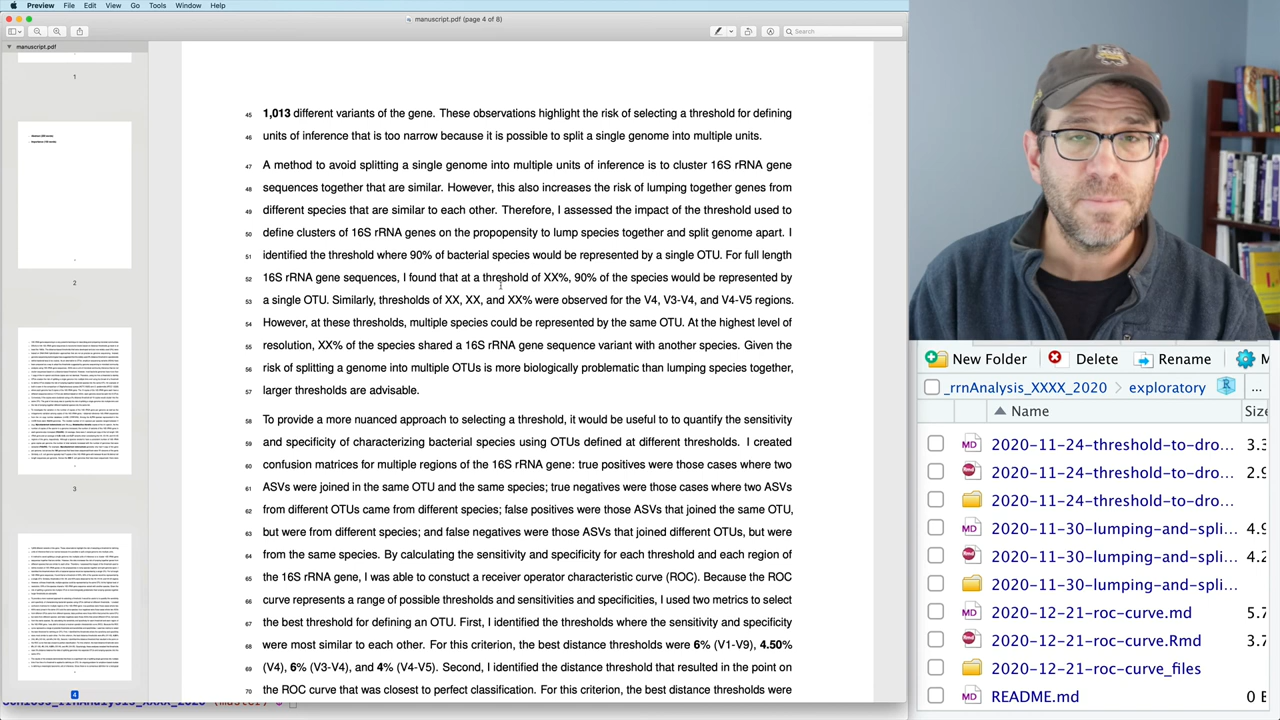 Preview File Edit View Go Tools Window Help
manuscript.pdf (page 4 of 8)
Search
manuscript.pdf
1
2
3
4
45 1,013 different variants of the gene. These observations highlight the risk of selecting a threshold for defining
46 units of inference that is too narrow because it is possible to split a single genome into multiple units.
47 A method to avoid splitting a single genome into multiple units of inference is to cluster 16S rRNA gene
48 sequences together that are similar. However, this also increases the risk of lumping together genes from
49 different species that are similar to each other. Therefore, I assessed the impact of the threshold used to
50 define clusters of 16S rRNA genes on the propopensity to lump species together and split genome apart. I
51 identified the threshold where 90% of bacterial species would be represented by a single OTU. For full length
52 16S rRNA gene sequences, I found that at a threshold of XX%, 90% of the species would be represented by
53 a single OTU. Similarly, thresholds of XX, XX, and XX% were observed for the V4, V3-V4, and V4-V5 regions.
54 However, at these thresholds, multiple species could be represented by the same OTU. At the highest level of
55 resolution, XX% of the species shared a 16S rRNA gene sequence variant with another species. Given the
56 risk of splitting a genome into multiple OTUs is more biologically problematic than lumping species together,
57 larger thresholds are advisable.
58 To provide a more nuanced approach to selecting a threshold, it would be useful to to quantify the sensitivity
59 and specificity of characterizing bacterial species using OTUs defined at different thresholds. I created
60 confusion matrices for multiple regions of the 16S rRNA gene: true positives were those cases where two
61 ASVs were joined in the same OTU and the same species; true negatives were those cases where two ASVs
62 from different OTUs came from different species; false positives were those ASVs that joined the same OTU,
63 but were from different species; and false negatives were those ASVs that joined different OTUs, but were
64 from the same species. By calculating the sensitivity and specificity for each threshold and each region of
65 the 16S rRNA gene, I was able to constuct a receiver operator characteristic curve (ROC). Because the ROC
66 curve represents a range of possible thresholds, sensitivities and specificities, I used two metrics to identify
67 the best threshold for defining an OTU. First, I identified the thresholds where the sensitivity and specificity
68 were most similar to each other. For this criterion, the best distance thresholds were 6% (V1-V9), 4.50%
69 (V4), 6% (V3-V4), and 4% (V4-V5). Second, I identified the distance threshold that resulted in the point on
70 the ROC curve that was closest to perfect classification. For this criterion, the best distance thresholds were
New Folder Delete Rename M
_rrnAnalysis_XXXX_2020 exploratory ...
Name Size
2020-11-24-threshold-to-dro... 3.3
2020-11-24-threshold-to-dro... 2.9
2020-11-24-threshold-to-dro...
2020-11-30-lumping-and-spli... 4.9
2020-11-30-lumping-and-spli...
2020-11-30-lumping-and-spli...
2020-12-21-roc-curve.md
2020-12-21-roc-curve.Rmd
2020-12-21-roc-curve_files
README.md 0 B